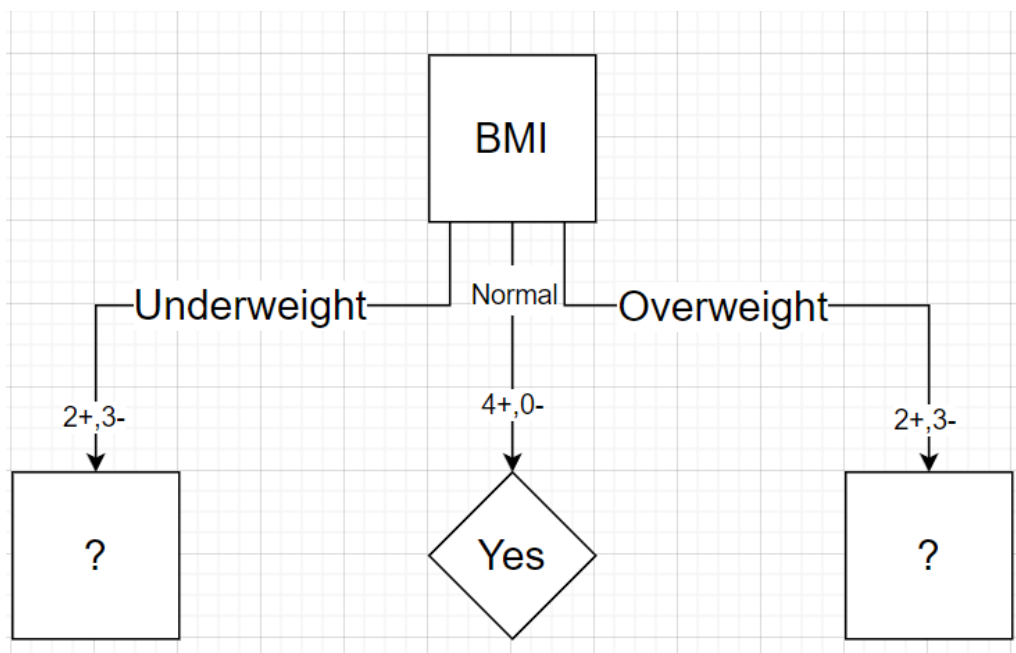 BMI
Underweight
Normal
Overweight
2+,3-
4+,0-
2+,3-
?
Yes
?